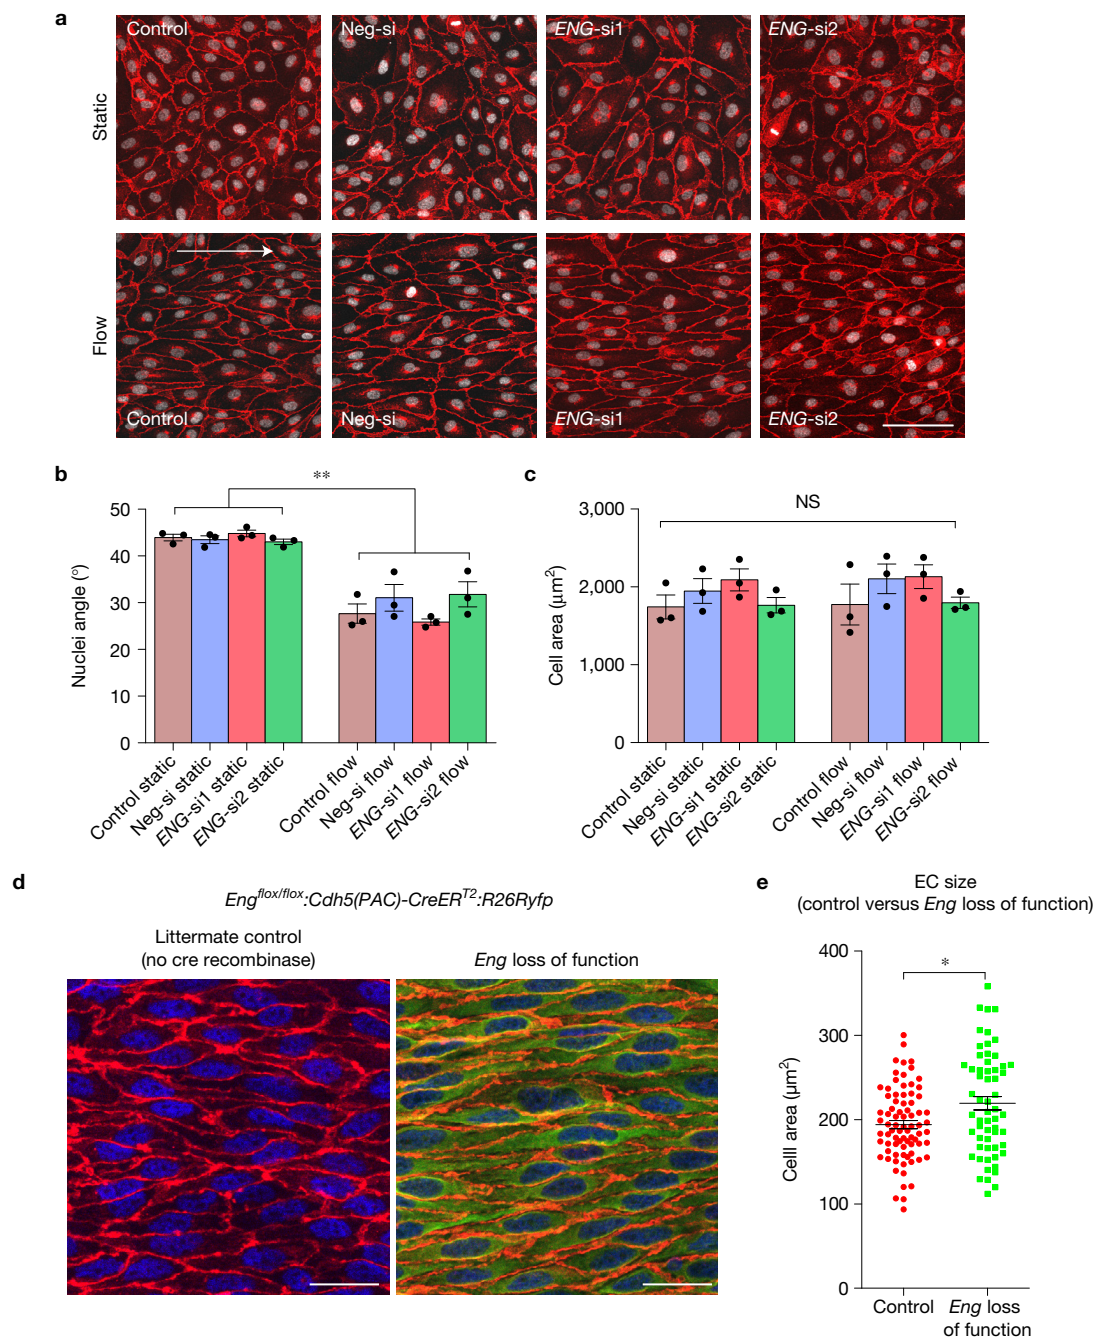 a
Control
Neg-si
ENG-si1
ENG-si2
Static
Flow
Control
Neg-si
ENG-si1
ENG-si2
b
**
Nuclei angle (°)
50
40
30
20
10
0
Control static
Neg-si static
ENG-si1 static
ENG-si2 static
Control flow
Neg-si flow
ENG-si1 flow
ENG-si2 flow
c
NS
Cell area (µm2)
3,000
2,000
1,000
0
Control static
Neg-si static
ENG-si1 static
ENG-si2 static
Control flow
Neg-si flow
ENG-si1 flow
ENG-si2 flow
d
Engflox/flox:Cdh5(PAC)-CreERT2:R26Ryfp
Littermate control
(no cre recombinase)
Eng loss of function
e
EC size
(control versus Eng loss of function)
*
Celll area (µm2)
400
300
200
100
0
Control
Eng loss
of function